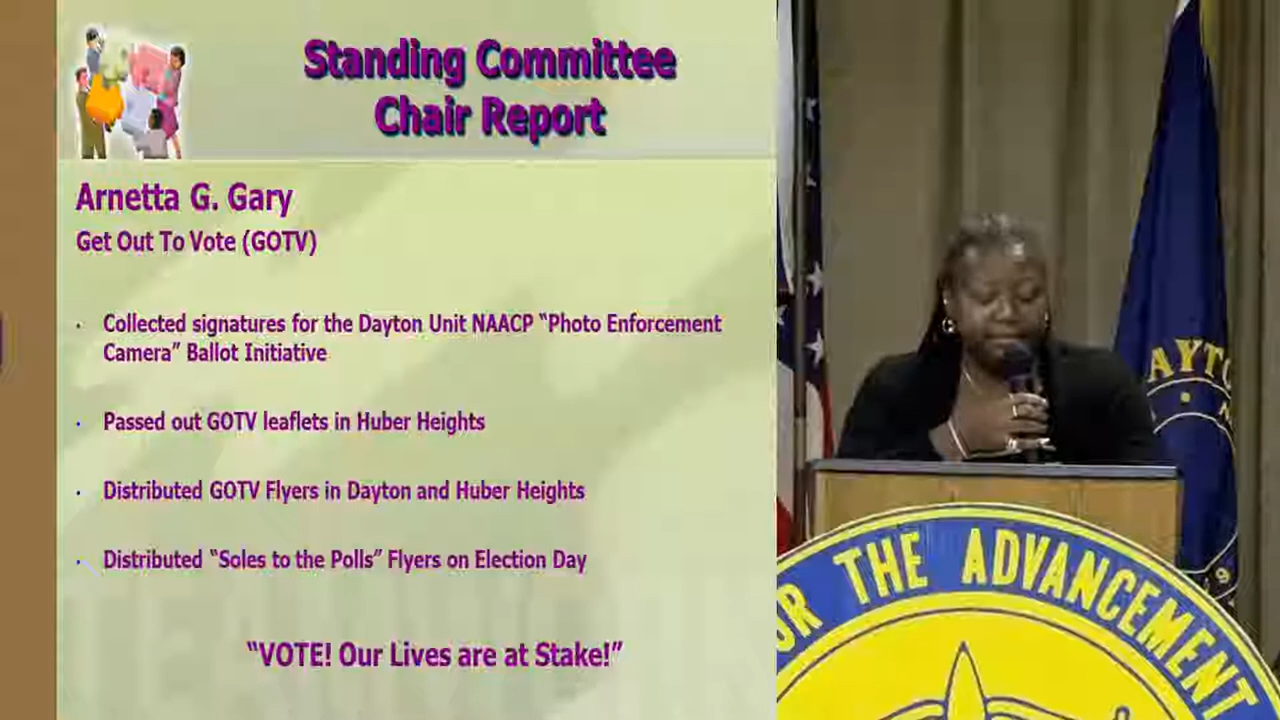 Standing Committee
Chair Report
Arnetta G. Gary
Get Out To Vote (GOTV)
· Collected signatures for the Dayton Unit NAACP “Photo Enforcement
Camera” Ballot Initiative
· Passed out GOTV leaflets in Huber Heights
· Distributed GOTV Flyers in Dayton and Huber Heights
· Distributed “Soles to the Polls” Flyers on Election Day
“VOTE! Our Lives are at Stake!”
AYTO
OR THE ADVANCEMENT